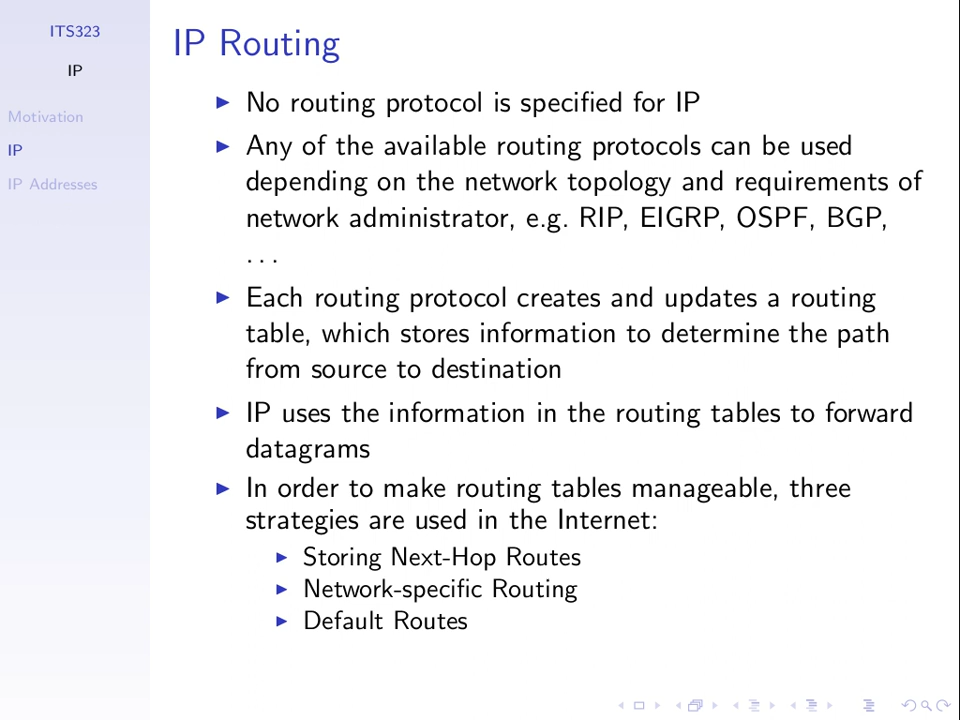 ITS323
IP
Motivation
IP
IP Addresses
IP Routing
No routing protocol is specified for IP
Any of the available routing protocols can be used
depending on the network topology and requirements of
network administrator, e.g. RIP, EIGRP, OSPF, BGP,
. . .
Each routing protocol creates and updates a routing
table, which stores information to determine the path
from source to destination
IP uses the information in the routing tables to forward
datagrams
In order to make routing tables manageable, three
strategies are used in the Internet:
Storing Next-Hop Routes
Network-specific Routing
Default Routes